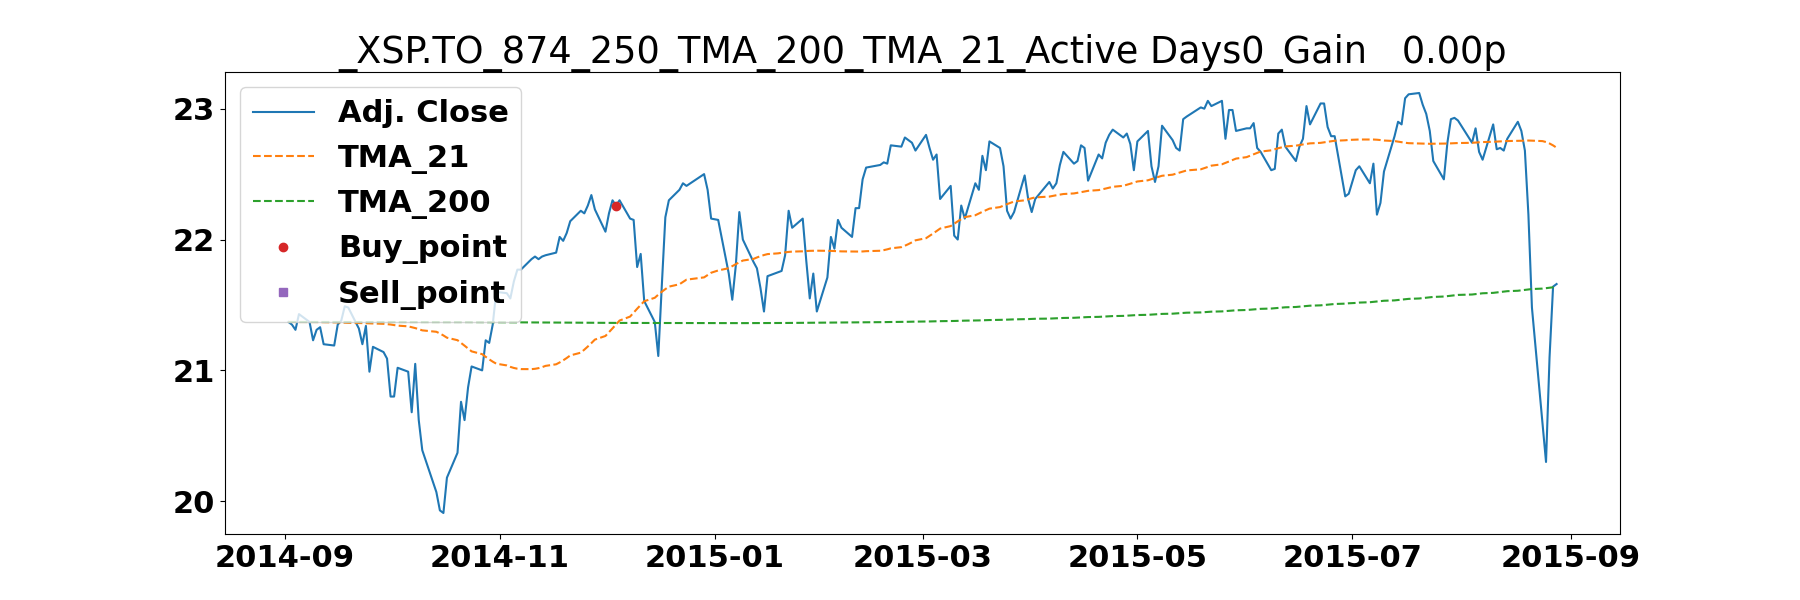 _XSP.TO_874_250_TMA_200_TMA_21_Active Days0_Gain   0.00p
23
22
21
20
Adj. Close
TMA_21
TMA_200
Buy_point
Sell_point
2014-09 2014-11 2015-01 2015-03 2015-05 2015-07 2015-09